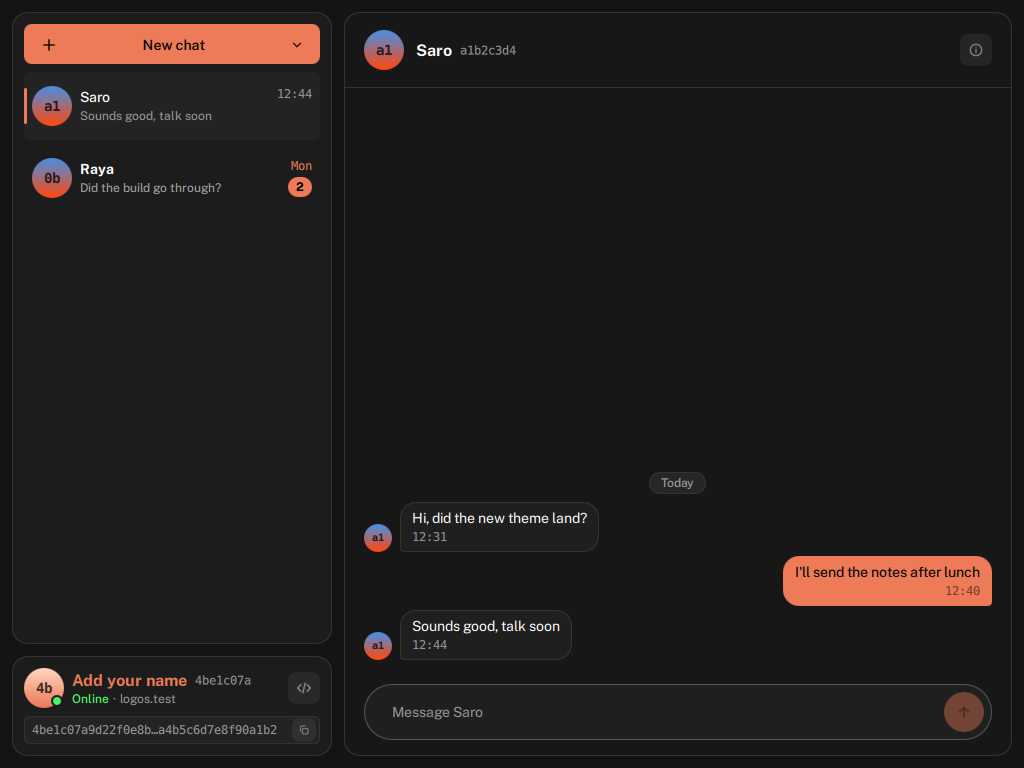 New chat
a1
Saro
12:44
Sounds good, talk soon
0b
Raya
Mon
Did the build go through?
2
4b
Add your name 4be1c07a
Online · logos.test
4be1c07a9d22f0e8b…a4b5c6d7e8f90a1b2
a1
Saro a1b2c3d4
Today
Hi, did the new theme land?
a1
12:31
I'll send the notes after lunch
12:40
Sounds good, talk soon
a1
12:44
Message Saro